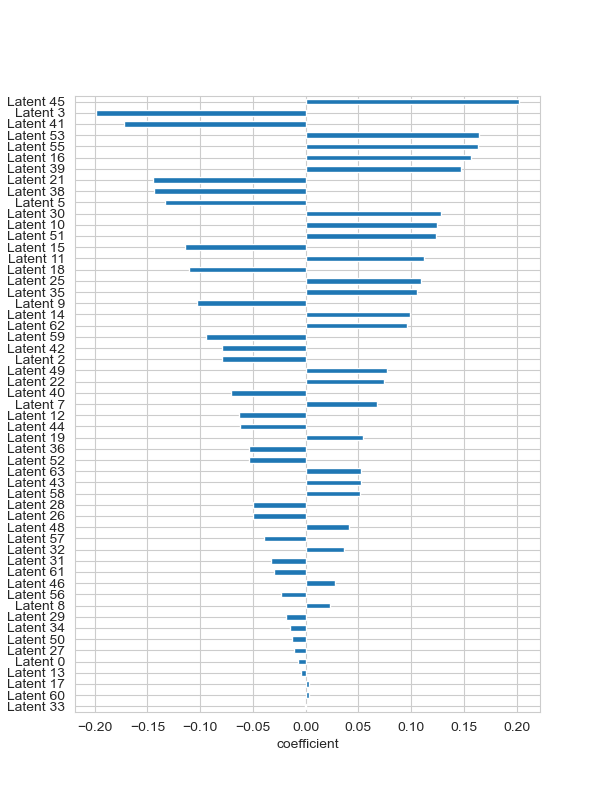 Latent 45
Latent 3
Latent 41
Latent 53
Latent 55
Latent 16
Latent 39
Latent 21
Latent 38
Latent 5
Latent 30
Latent 10
Latent 51
Latent 15
Latent 11
Latent 18
Latent 25
Latent 35
Latent 9
Latent 14
Latent 62
Latent 59
Latent 42
Latent 2
Latent 49
Latent 22
Latent 40
Latent 7
Latent 12
Latent 44
Latent 19
Latent 36
Latent 52
Latent 63
Latent 43
Latent 58
Latent 28
Latent 26
Latent 48
Latent 57
Latent 32
Latent 31
Latent 61
Latent 46
Latent 56
Latent 8
Latent 29
Latent 34
Latent 50
Latent 27
Latent 0
Latent 13
Latent 17
Latent 60
Latent 33
−0.20 −0.15 −0.10 −0.05 0.00 0.05 0.10 0.15 0.20
coefficient